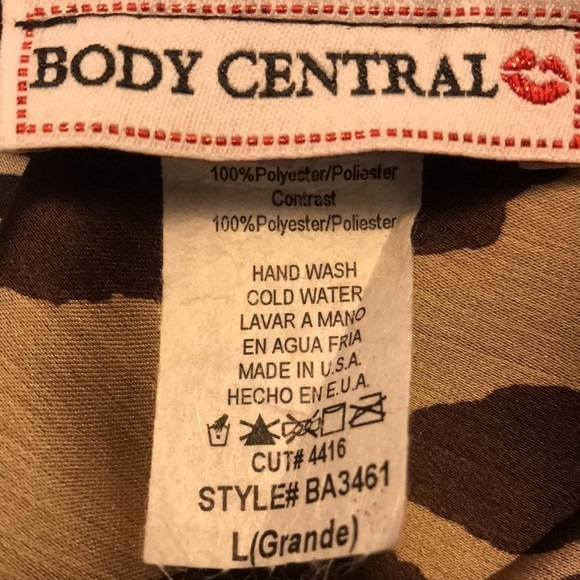 BODY CENTRAL
100%Polyester/Poliester
Contrast
100%Polyester/Poliester
HAND WASH
COLD WATER
LAVAR A MANO
EN AGUA FRIA
MADE IN U.S.A.
HECHO EN E.U.A.
CUT# 4416
STYLE# BA3461
L(Grande)